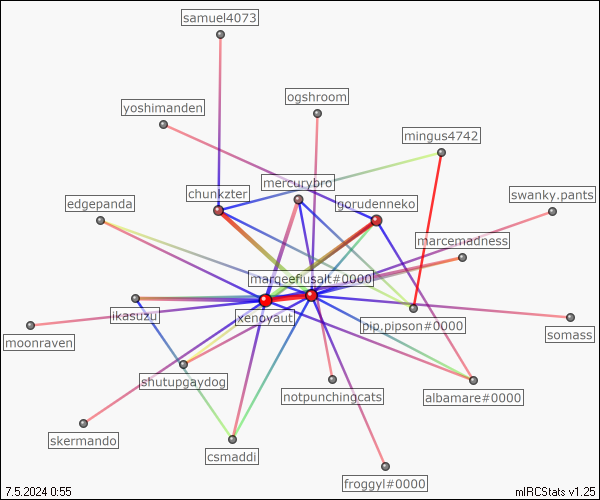 samuel4073
ogshroom
yoshimanden
mingus4742
mercurybro
chunkzter
swanky.pants
edgepanda
gorudenneko
marcemadness
marceefiusalt#0000
ikasuzu
xenoyaut
pip.pipson#0000
somass
moonraven
shutupgaydog
notpunchingcats
albamare#0000
skermando
csmaddi
froggyl#0000
7.5.2024 0:55
mIRCStats v1.25